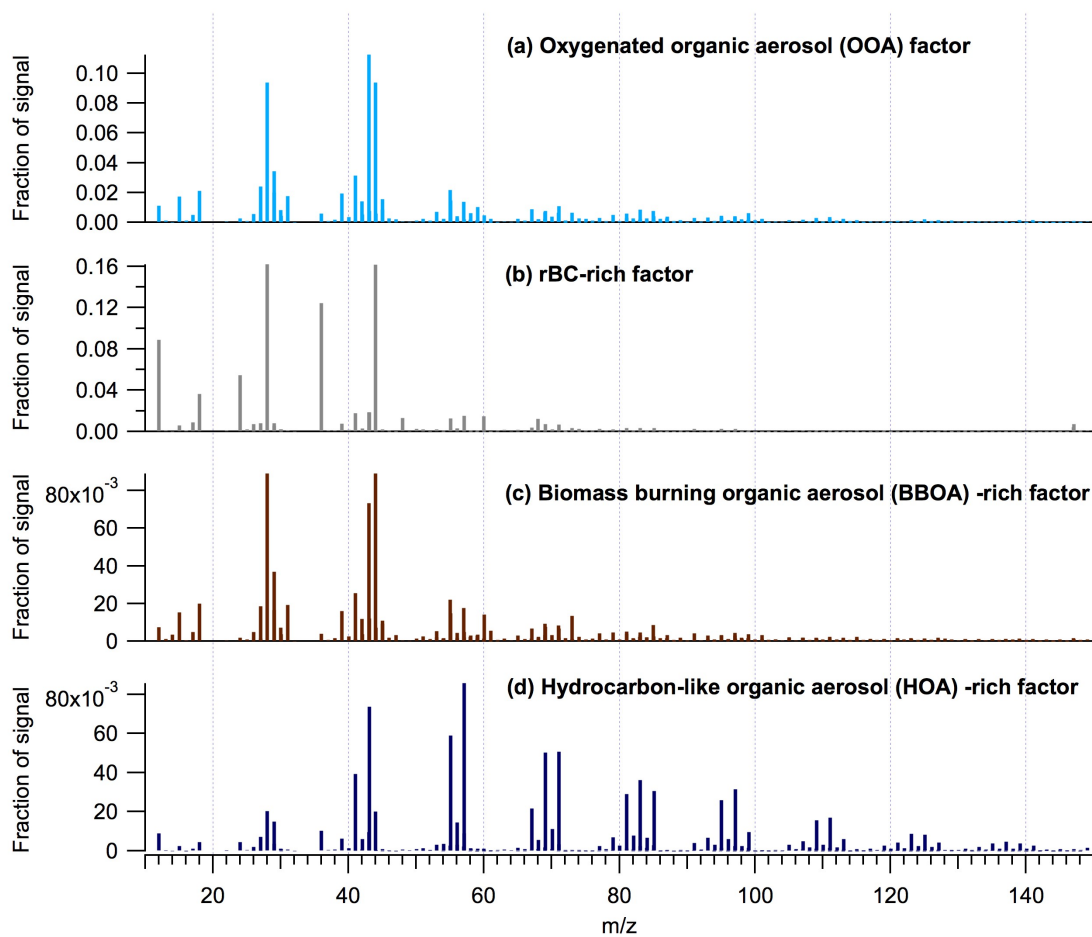 (a) Oxygenated organic aerosol (OOA) factor
Fraction of signal
0.10
0.08
0.06
0.04
0.02
0.00
(b) rBC-rich factor
Fraction of signal
0.16
0.12
0.08
0.04
0.00
(c) Biomass burning organic aerosol (BBOA) -rich factor
Fraction of signal
80x10-3
60
40
20
0
(d) Hydrocarbon-like organic aerosol (HOA) -rich factor
Fraction of signal
80x10-3
60
40
20
0
20 40 60 80 100 120 140
m/z